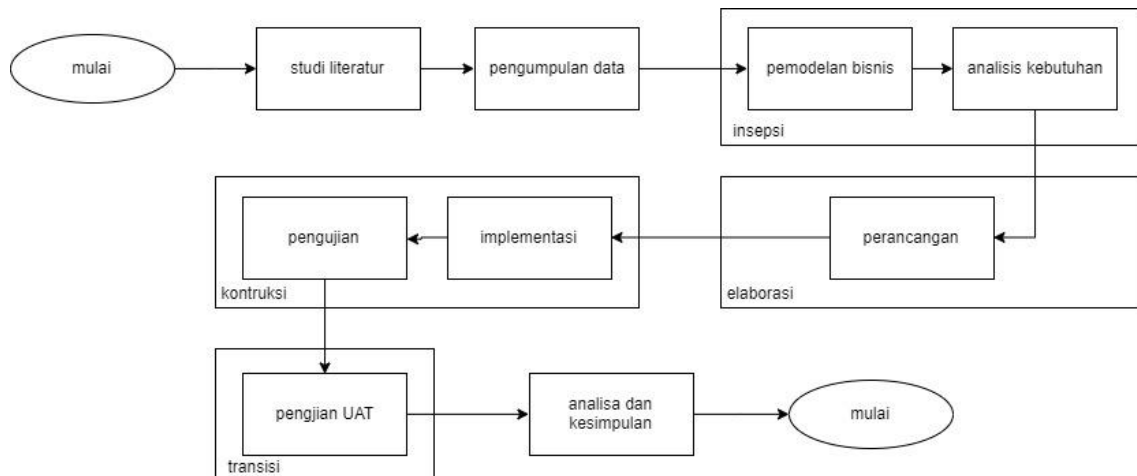 mulai
studi literatur
pengumpulan data
pemodelan bisnis
analisis kebutuhan
insepsi
pengujian
implementasi
perancangan
kontruksi
elaborasi
pengjian UAT
analisa dan
kesimpulan
mulai
transisi